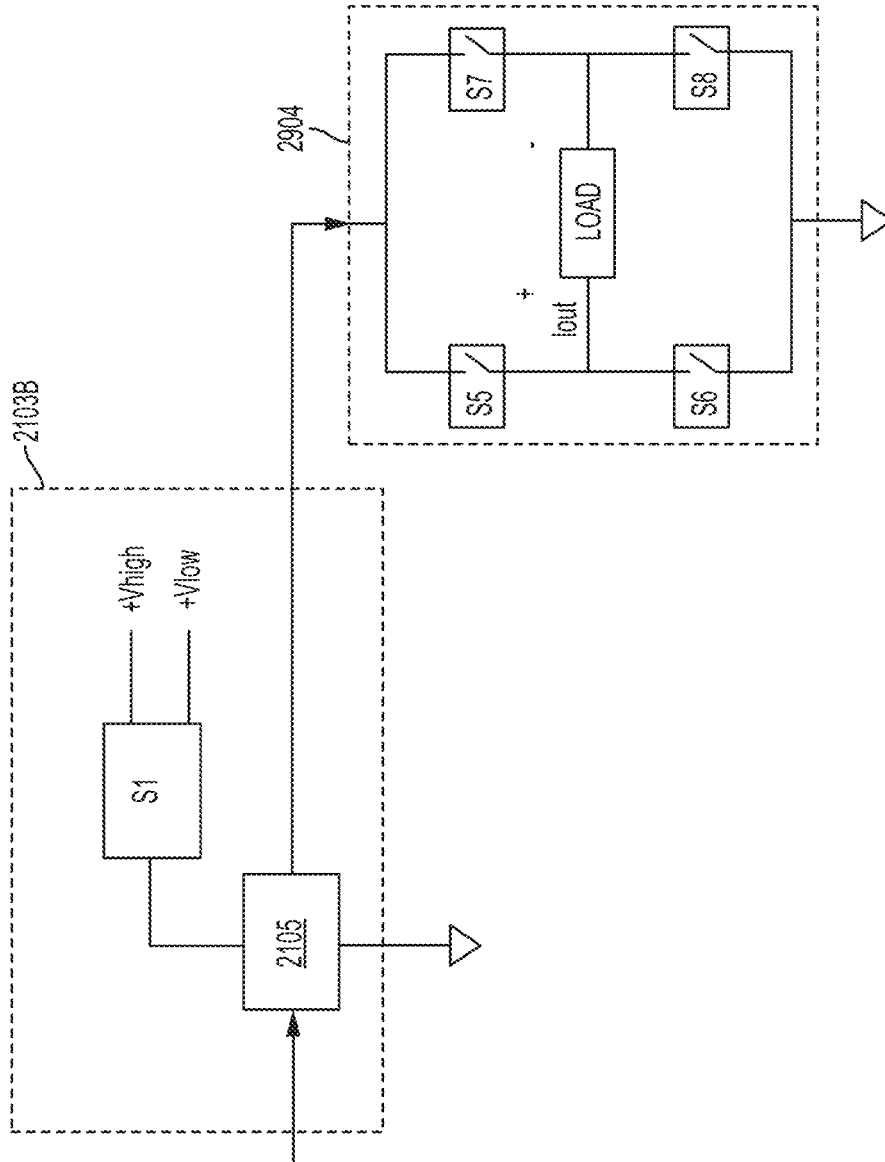 2103B
+Vhigh
+Vlow
S1
2105
2904
S5
S7
+
-
Iout
LOAD
S6
S8